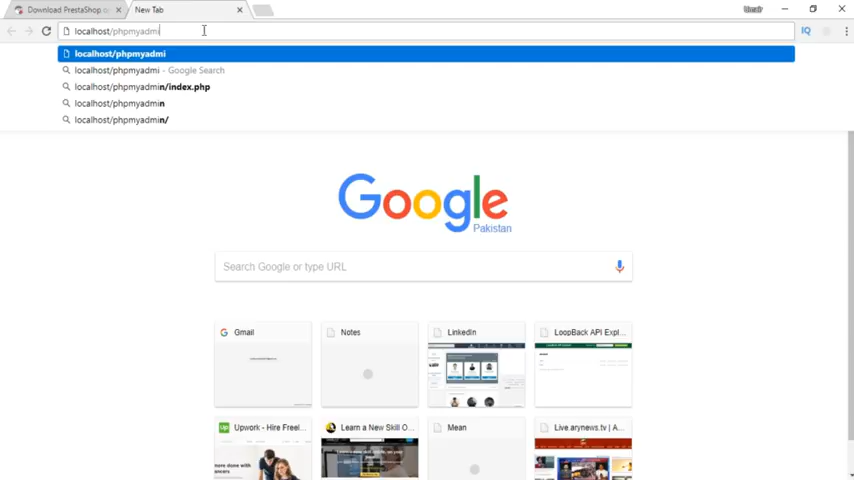 Download PrestaShop.
New Tab
Umair
localhost/phpmyadmi
localhost/phpmyadmi
localhost/phpmyadmi - Google Search
localhost/phpmyadmin/index.php
localhost/phpmyadmin
localhost/phpmyadmin/
Google
Pakistan
Search Google or type URL
Gmail
Notes
LinkedIn
LoopBack API Expl...
Upwork - Hire Freel...
Learn a New Skill O...
Mean
Live.arynews.tv | A...